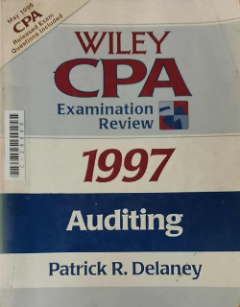 May 1996
CPA
Released Exam
Questions Included
WILEY
CPA
Examination
Review
1997
Auditing
Patrick R. Delaney